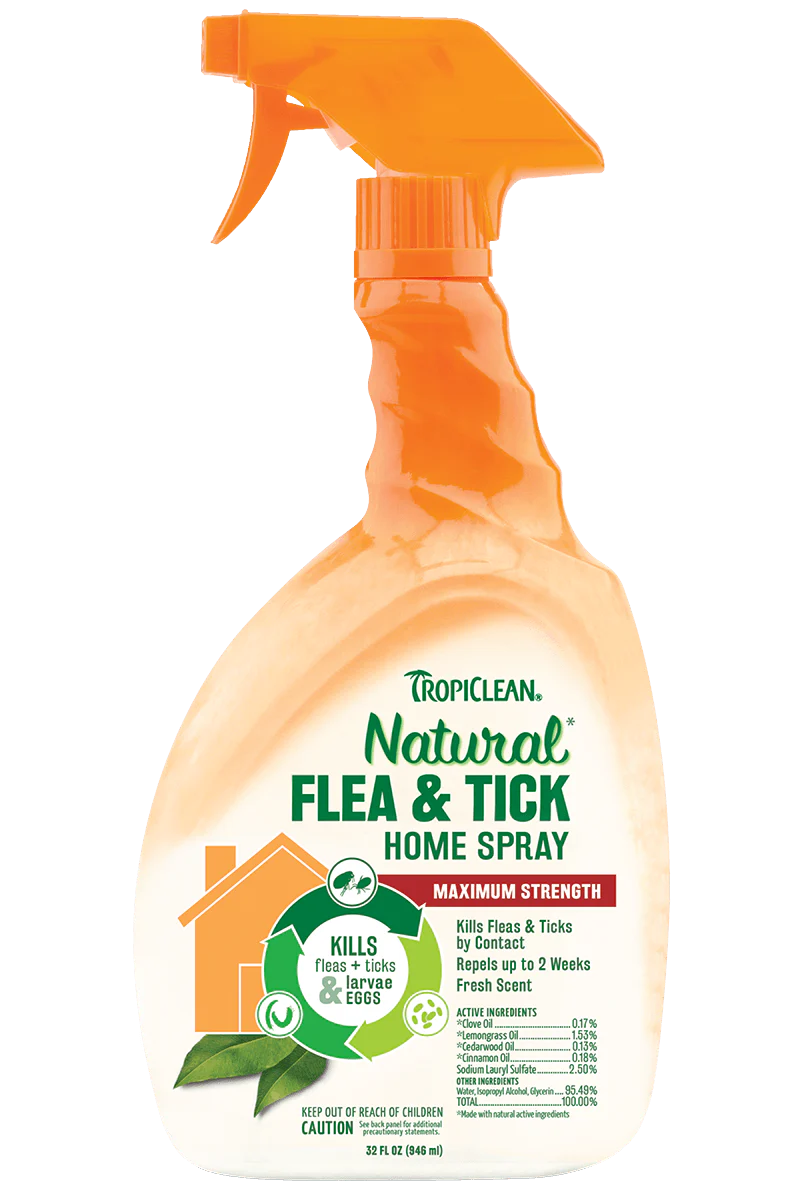 TROPICLEAN®
Natural*
FLEA & TICK
HOME SPRAY
MAXIMUM STRENGTH
Kills Fleas & Ticks
by Contact
Repels up to 2 Weeks
Fresh Scent
KILLS
fleas + ticks
& larvae
EGGS
ACTIVE INGREDIENTS
*Clove Oil ........................ 0.17%
*Lemongrass Oil ................ 1.53%
*Cedarwood Oil ................. 0.13%
*Cinnamon Oil ................... 0.18%
Sodium Lauryl Sulfate .......... 2.50%
OTHER INGREDIENTS
Water, Isopropyl Alcohol, Glycerin .... 95.49%
TOTAL ............................ 100.00%
*Made with natural active ingredients
KEEP OUT OF REACH OF CHILDREN
CAUTION See back panel for additional
precautionary statements.
32 FL OZ (946 ml)